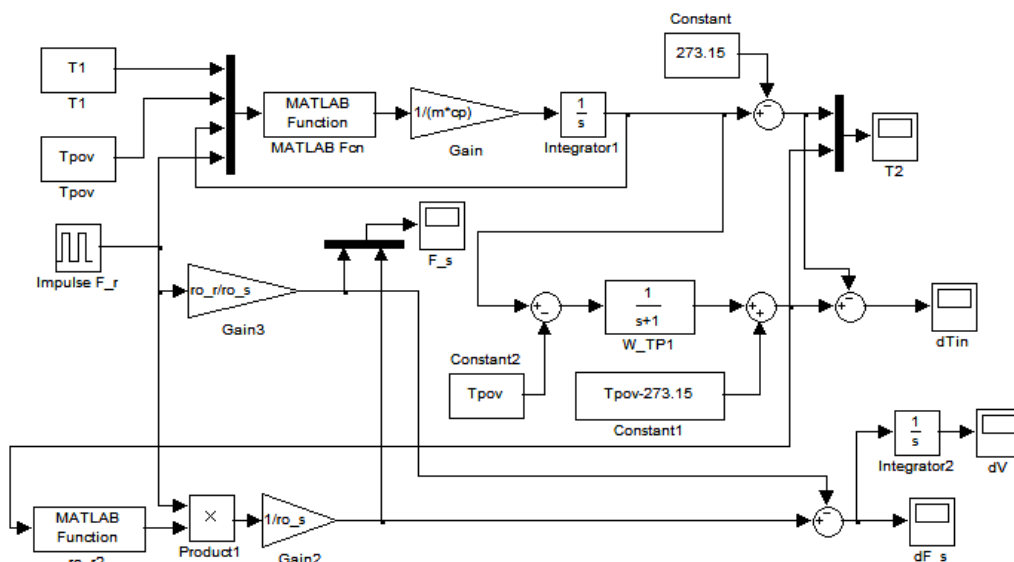 Constant
273.15
T1
T1
MATLAB
Function
MATLAB Fcn
1/(m*cp)
Gain
1
s
Integrator1
T2
Tpov
Tpov
F_s
Impulse F_r
ro_r/ro_s
Gain3
1
s+1
W_TP1
dTin
Constant2
Tpov
Tpov-273.15
Constant1
1
s
Integrator2
dV
MATLAB
Function
Product1
1/ro_s
Gain2
dF_s